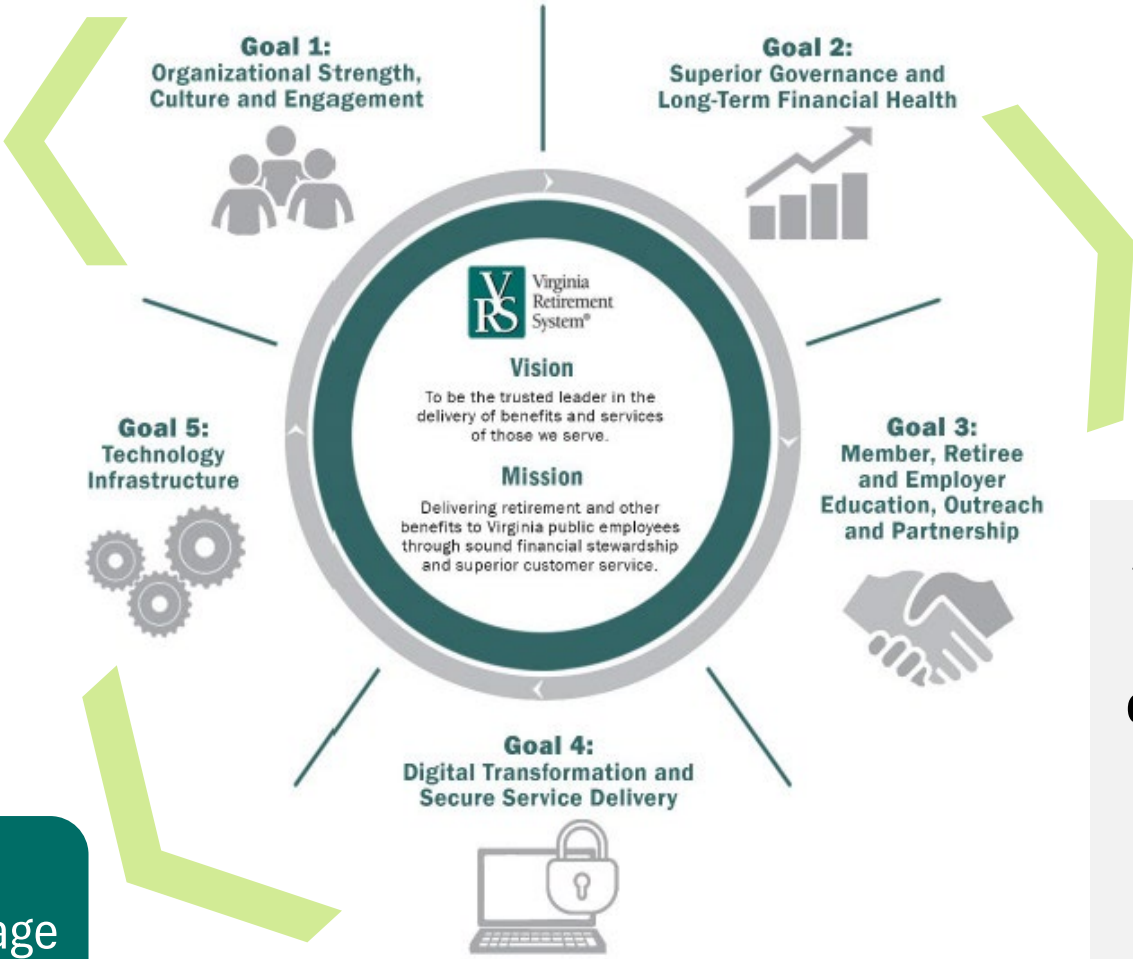 Goal 1:
Organizational Strength,
Culture and Engagement
Goal 2:
Superior Governance and
Long-Term Financial Health
VRS
Virginia
Retirement
System®
Vision
To be the trusted leader in the
delivery of benefits and services
of those we serve.
Mission
Delivering retirement and other
benefits to Virginia public employees
through sound financial stewardship
and superior customer service.
Goal 3:
Member, Retiree
and Employer
Education, Outreach
and Partnership
Goal 4:
Digital Transformation and
Secure Service Delivery
Goal 5:
Technology
Infrastructure